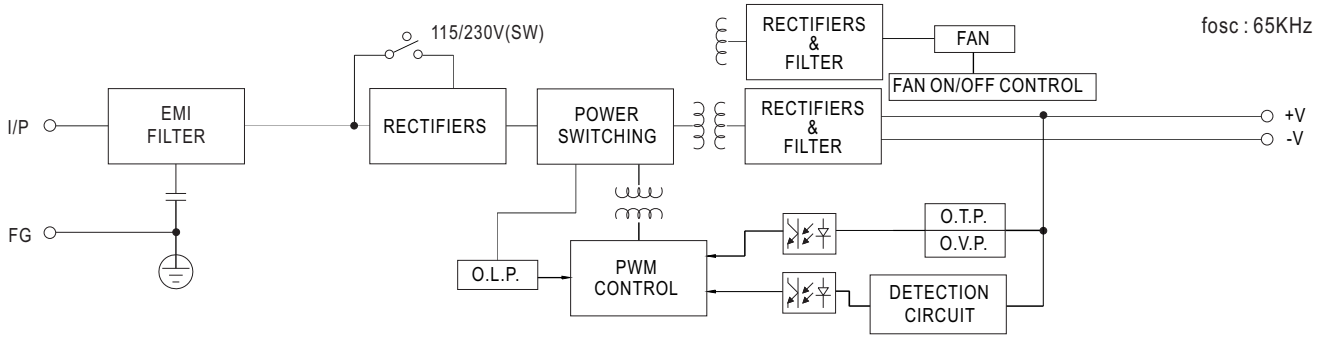 115/230V(SW)
RECTIFIERS
&
FILTER
FAN
FAN ON/OFF CONTROL
fosc : 65KHz
I/P
EMI
FILTER
RECTIFIERS
POWER
SWITCHING
RECTIFIERS
&
FILTER
+V
-V
FG
O.L.P.
PWM
CONTROL
O.T.P.
O.V.P.
DETECTION
CIRCUIT